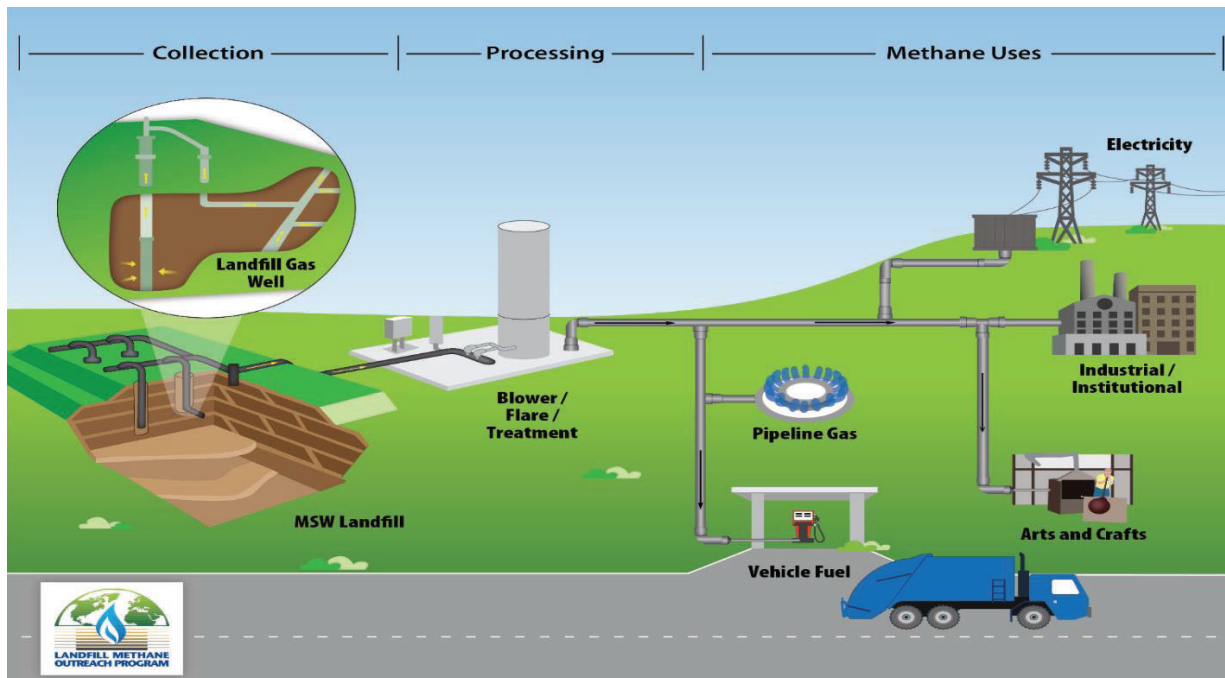 Collection
Processing
Methane Uses
Landfill Gas
Well
MSW Landfill
Blower /
Flare /
Treatment
Electricity
Industrial /
Institutional
Pipeline Gas
Arts and Crafts
Vehicle Fuel
LANDFILL METHANE
OUTREACH PROGRAM